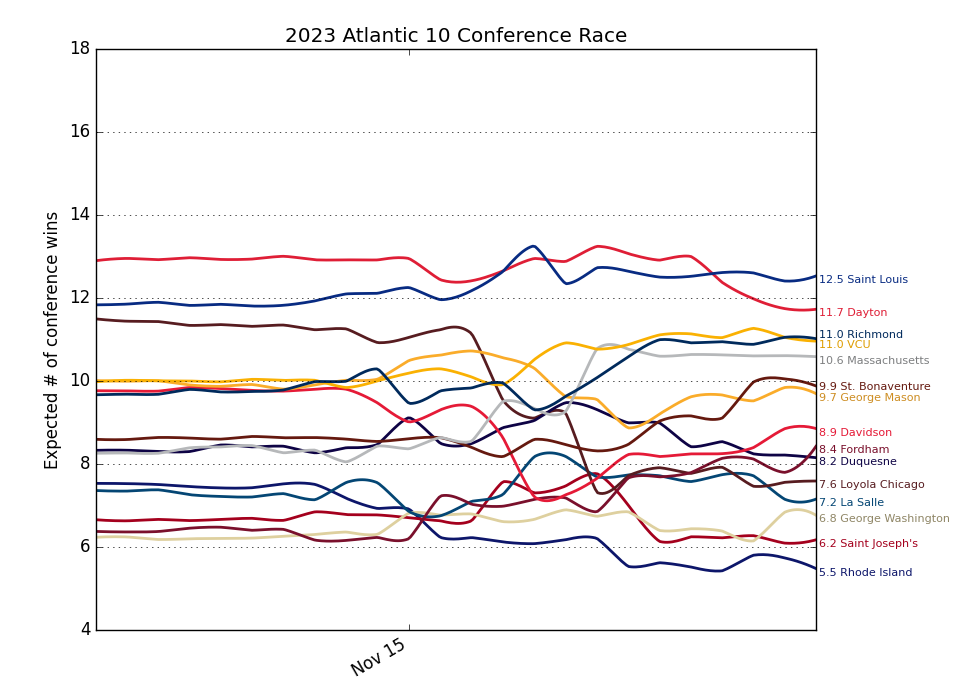 2023 Atlantic 10 Conference Race
Expected # of conference wins
18
16
14
12
10
8
6
4
Nov 15
12.5 Saint Louis
11.7 Dayton
11.0 Richmond
11.0 VCU
10.6 Massachusetts
9.9 St. Bonaventure
9.7 George Mason
8.9 Davidson
8.4 Fordham
8.2 Duquesne
7.6 Loyola Chicago
7.2 La Salle
6.8 George Washington
6.2 Saint Joseph's
5.5 Rhode Island